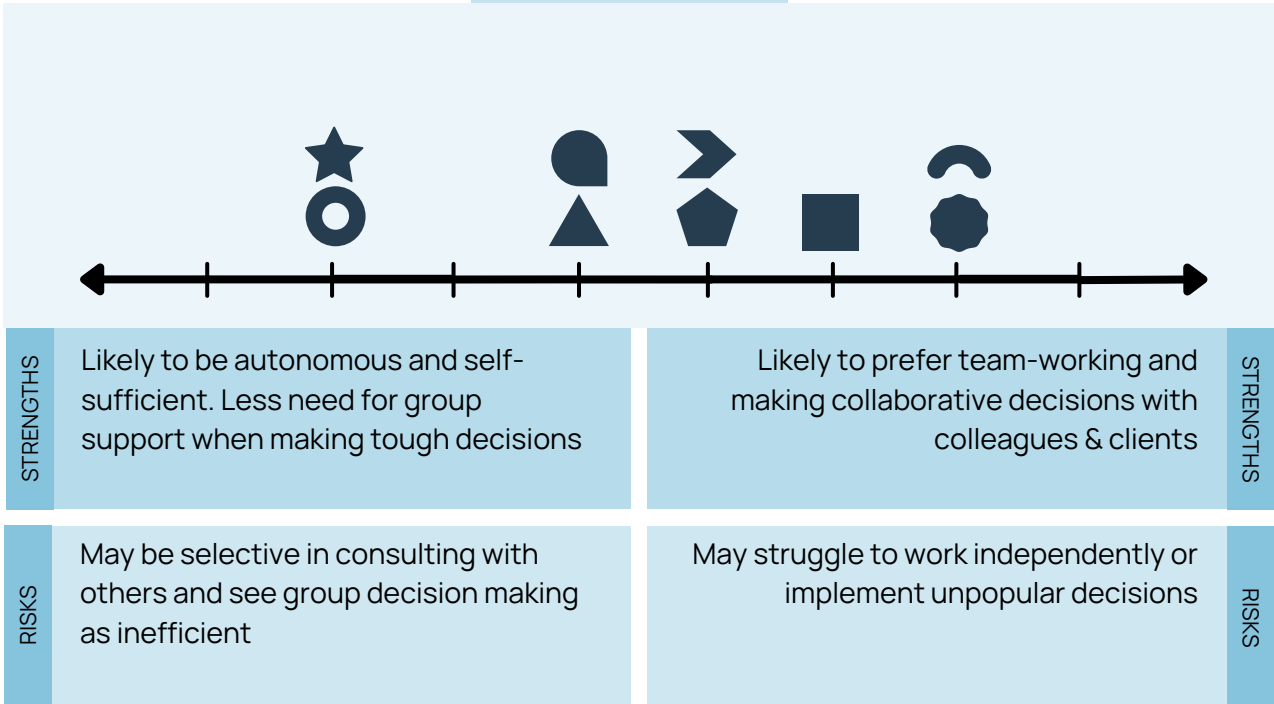 STRENGTHS
Likely to be autonomous and self-
sufficient. Less need for group
support when making tough decisions
Likely to prefer team-working and
making collaborative decisions with
colleagues & clients
STRENGTHS
RISKS
May be selective in consulting with
others and see group decision making
as inefficient
May struggle to work independently or
implement unpopular decisions
RISKS